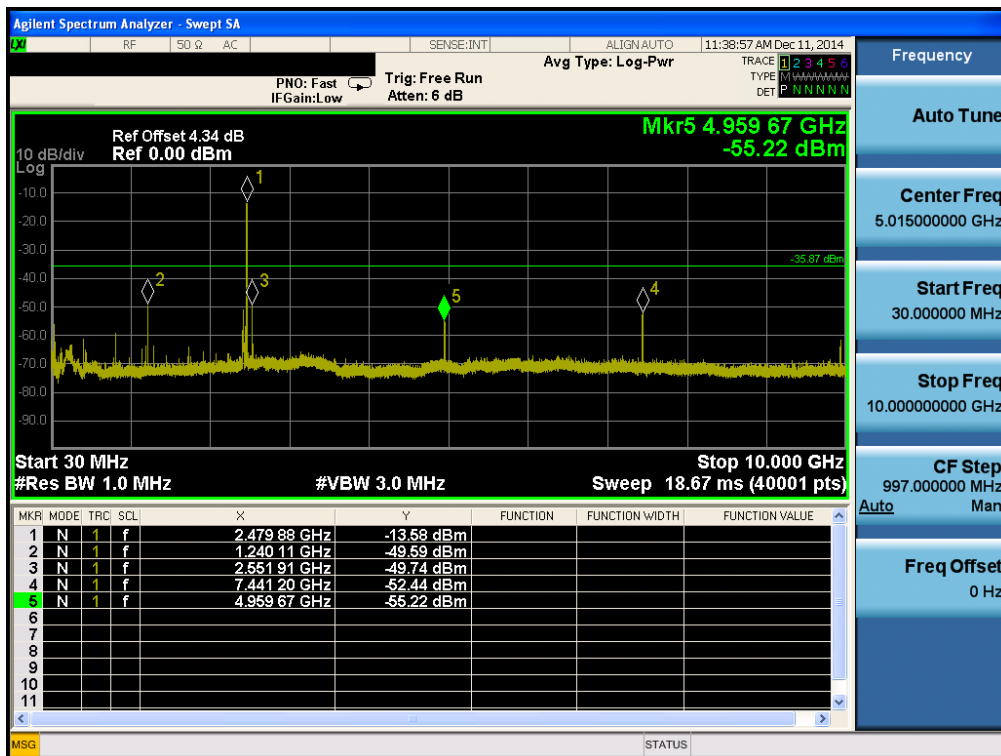 Agilent Spectrum Analyzer - Swept SA
LXI RF 50 Ω AC SENSE:INT ALIGN AUTO 11:38:57 AM Dec 11, 2014
Frequency
PNO: Fast Trig: Free Run Avg Type: Log-Pwr TRACE 1 2 3 4 5 6
IFGain:Low Atten: 6 dB TYPE M WWWWW
DET P N N N N N
Auto Tune
Ref Offset 4.34 dB Mkr5 4.959 67 GHz
10 dB/div Ref 0.00 dBm -55.22 dBm
Log
1
-10.0
-20.0
-30.0
-35.87 dBm
-40.0
2 3 5 4
-50.0
-60.0
-70.0
-80.0
-90.0
Start 30 MHz Stop 10.000 GHz
#Res BW 1.0 MHz #VBW 3.0 MHz Sweep 18.67 ms (40001 pts)
Center Freq
5.015000000 GHz
Start Freq
30.000000 MHz
Stop Freq
10.000000000 GHz
CF Step
997.000000 MHz
Auto Man
Freq Offset
0 Hz
MKR MODE TRC SCL X Y FUNCTION FUNCTION WIDTH FUNCTION VALUE
1 N 1 f 2.479 88 GHz -13.58 dBm
2 N 1 f 1.240 11 GHz -49.59 dBm
3 N 1 f 2.551 91 GHz -49.74 dBm
4 N 1 f 7.441 20 GHz -52.44 dBm
5 N 1 f 4.959 67 GHz -55.22 dBm
6
7
8
9
10
11
MSG STATUS